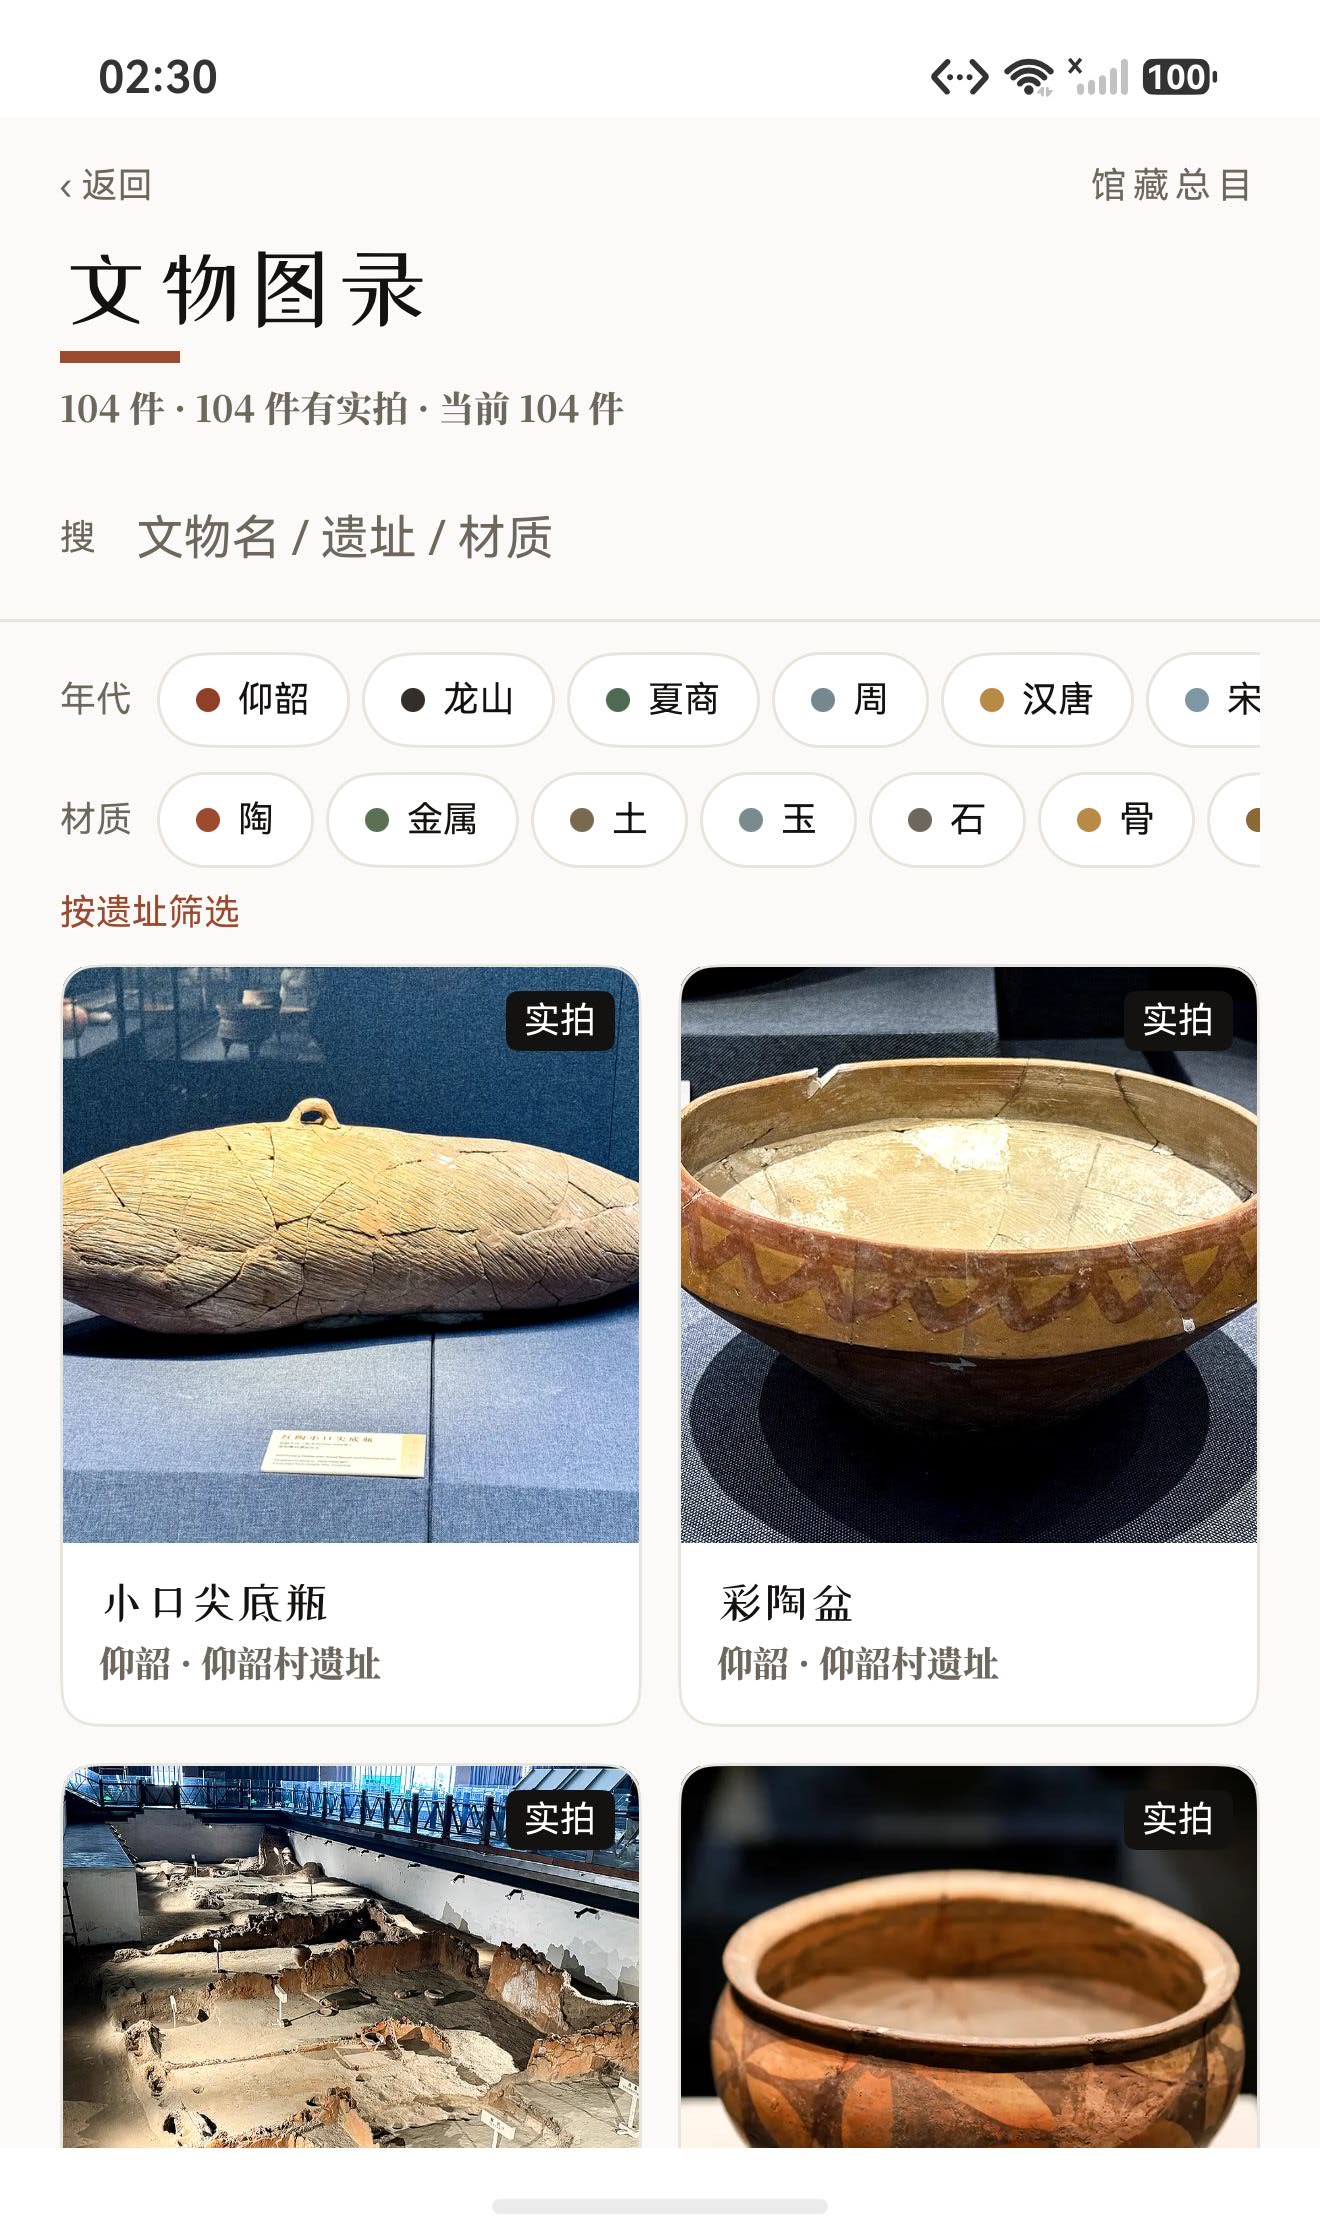 02:30
100
‹ 返回
馆藏总目
文物图录
104 件 · 104 件有实拍 · 当前 104 件
搜 文物名 / 遗址 / 材质
年代 仰韶 龙山 夏商 周 汉唐 宋
材质 陶 金属 土 玉 石 骨
按遗址筛选
实拍
实拍
小口尖底瓶
仰韶 · 仰韶村遗址
彩陶盆
仰韶 · 仰韶村遗址
实拍
实拍